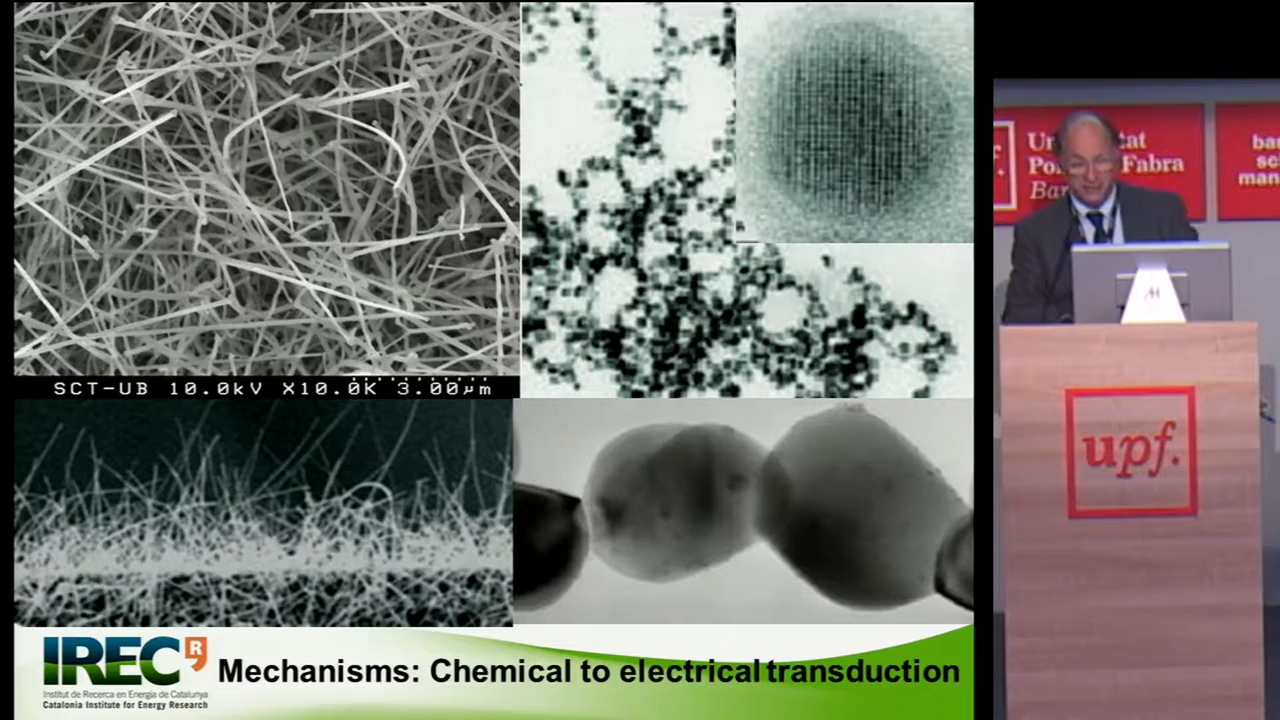 SCT-UB 10.0kV X10.0K 3.00μm
IREC R
Institut de Recerca en Energia de Catalunya
Catalonia Institute for Energy Research
Mechanisms: Chemical to electrical transduction
Fabra
upf.